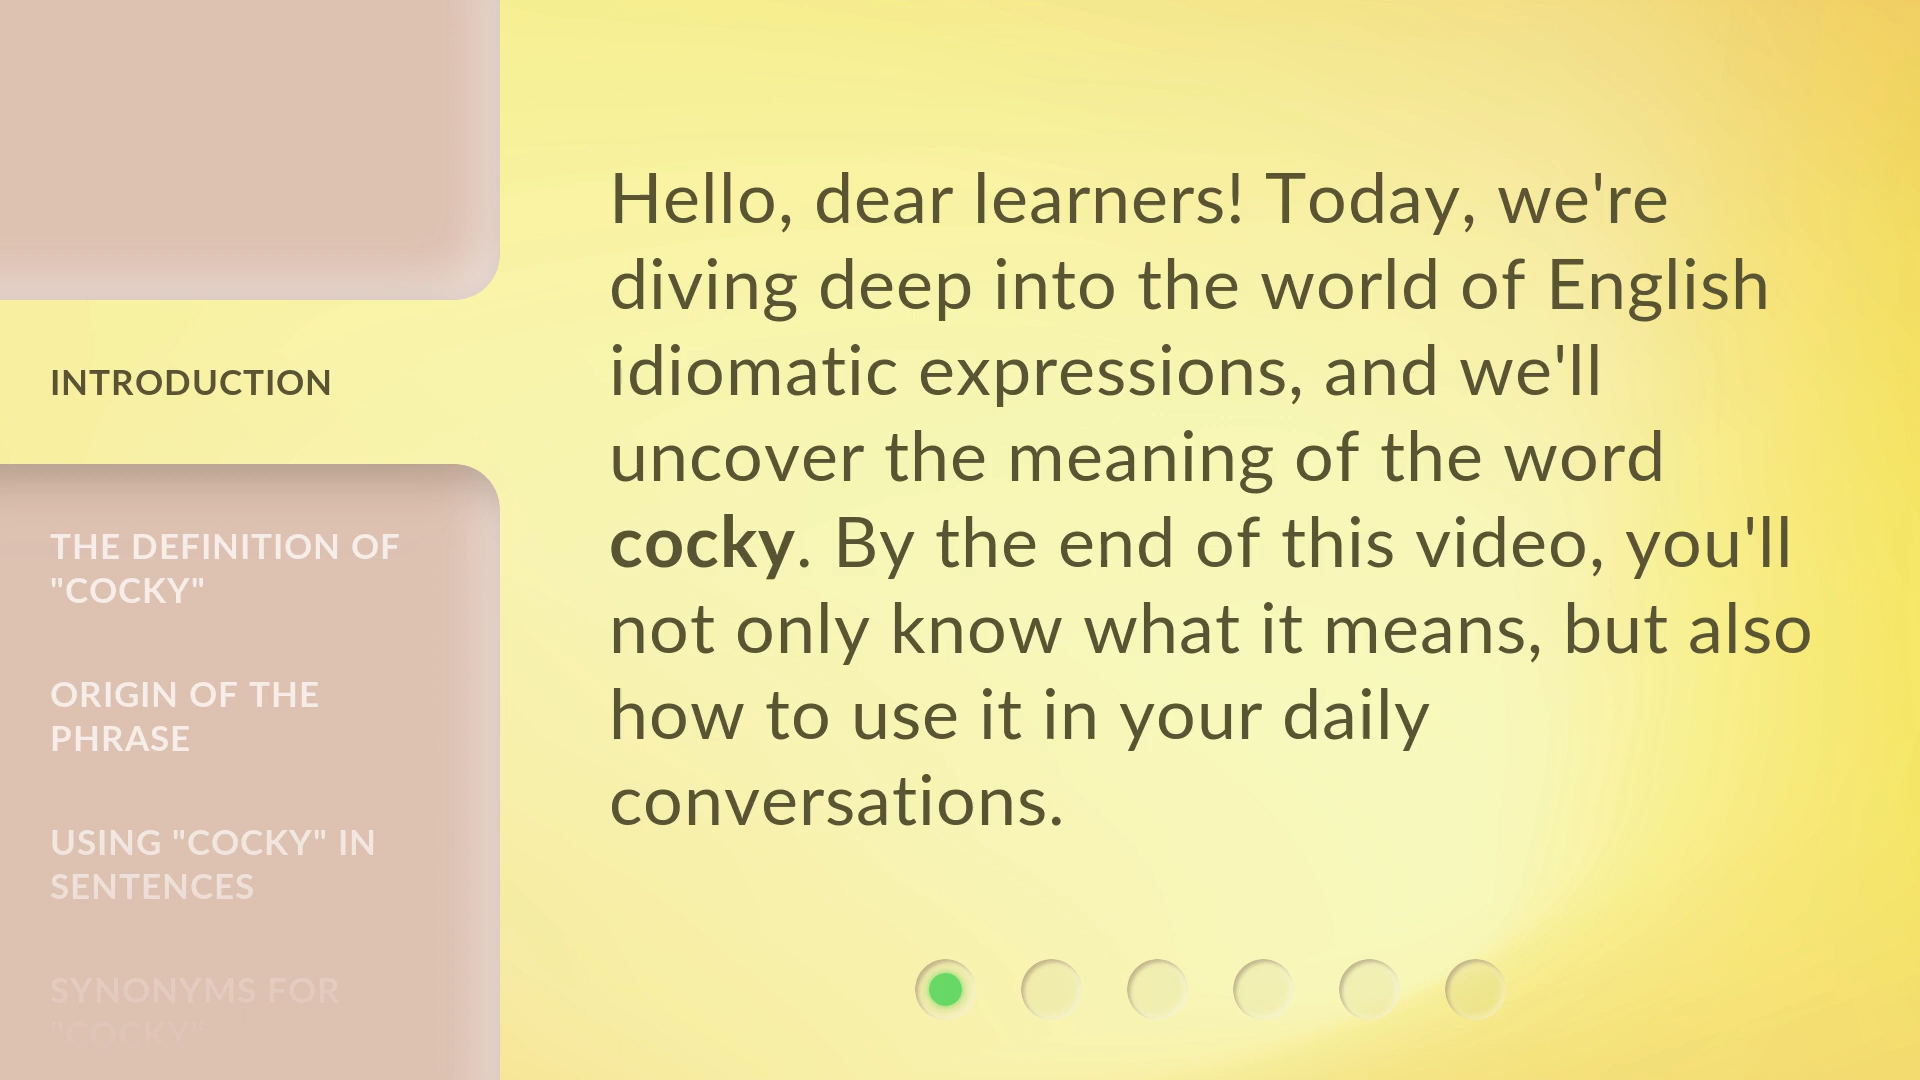 INTRODUCTION
THE DEFINITION OF
"COCKY"
ORIGIN OF THE
PHRASE
USING "COCKY" IN
SENTENCES
SYNONYMS FOR
"COCKY"
Hello, dear learners! Today, we're
diving deep into the world of English
idiomatic expressions, and we'll
uncover the meaning of the word
cocky. By the end of this video, you'll
not only know what it means, but also
how to use it in your daily
conversations.